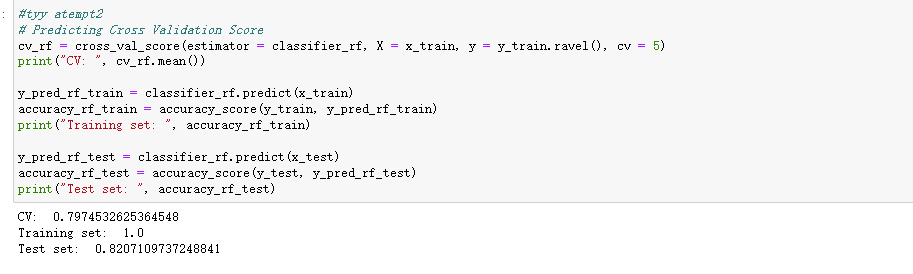 :
#tyy atempt2
# Predicting Cross Validation Score
cv_rf = cross_val_score(estimator = classifier_rf, X = x_train, y = y_train.ravel(), cv = 5)
print("CV: ", cv_rf.mean())
y_pred_rf_train = classifier_rf.predict(x_train)
accuracy_rf_train = accuracy_score(y_train, y_pred_rf_train)
print("Training set: ", accuracy_rf_train)
y_pred_rf_test = classifier_rf.predict(x_test)
accuracy_rf_test = accuracy_score(y_test, y_pred_rf_test)
print("Test set: ", accuracy_rf_test)
CV:  0.7974532625364548
Training set:  1.0
Test set:  0.8207109737248841